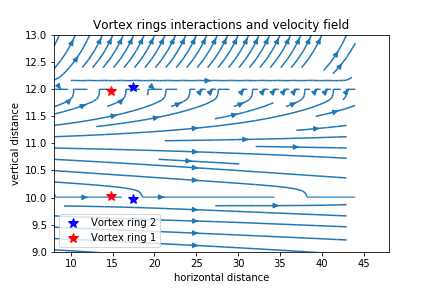 Vortex rings interactions and velocity field
vertical distance
13.0
12.5
12.0
11.5
11.0
10.5
10.0
9.5
9.0
Vortex ring 2
Vortex ring 1
10 15 20 25 30 35 40 45
horizontal distance